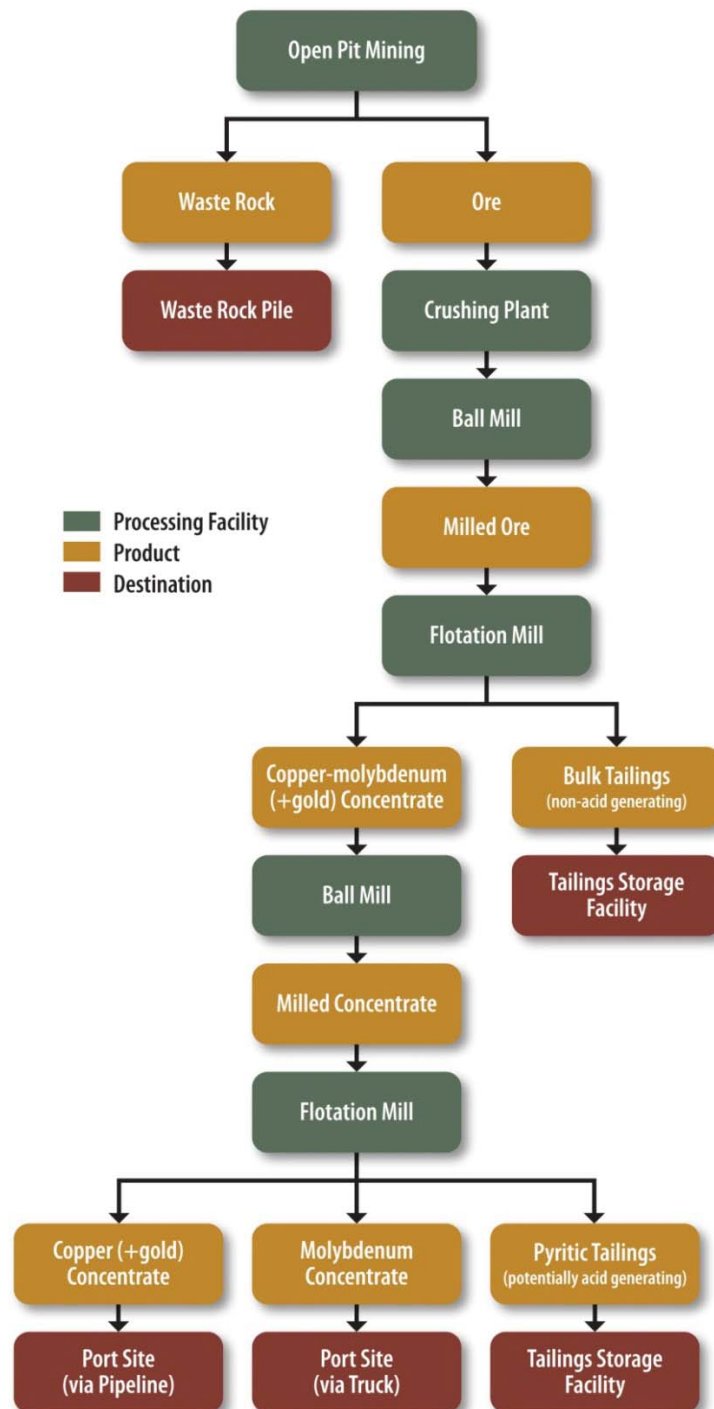 Open Pit Mining
Waste Rock
Ore
Waste Rock Pile
Crushing Plant
Ball Mill
Processing Facility
Product
Destination
Milled Ore
Flotation Mill
Copper-molybdenum
(+gold) Concentrate
Bulk Tailings
(non-acid generating)
Ball Mill
Tailings Storage
Facility
Milled Concentrate
Flotation Mill
Copper (+gold)
Concentrate
Molybdenum
Concentrate
Pyritic Tailings
(potentially acid generating)
Port Site
(via Pipeline)
Port Site
(via Truck)
Tailings Storage
Facility